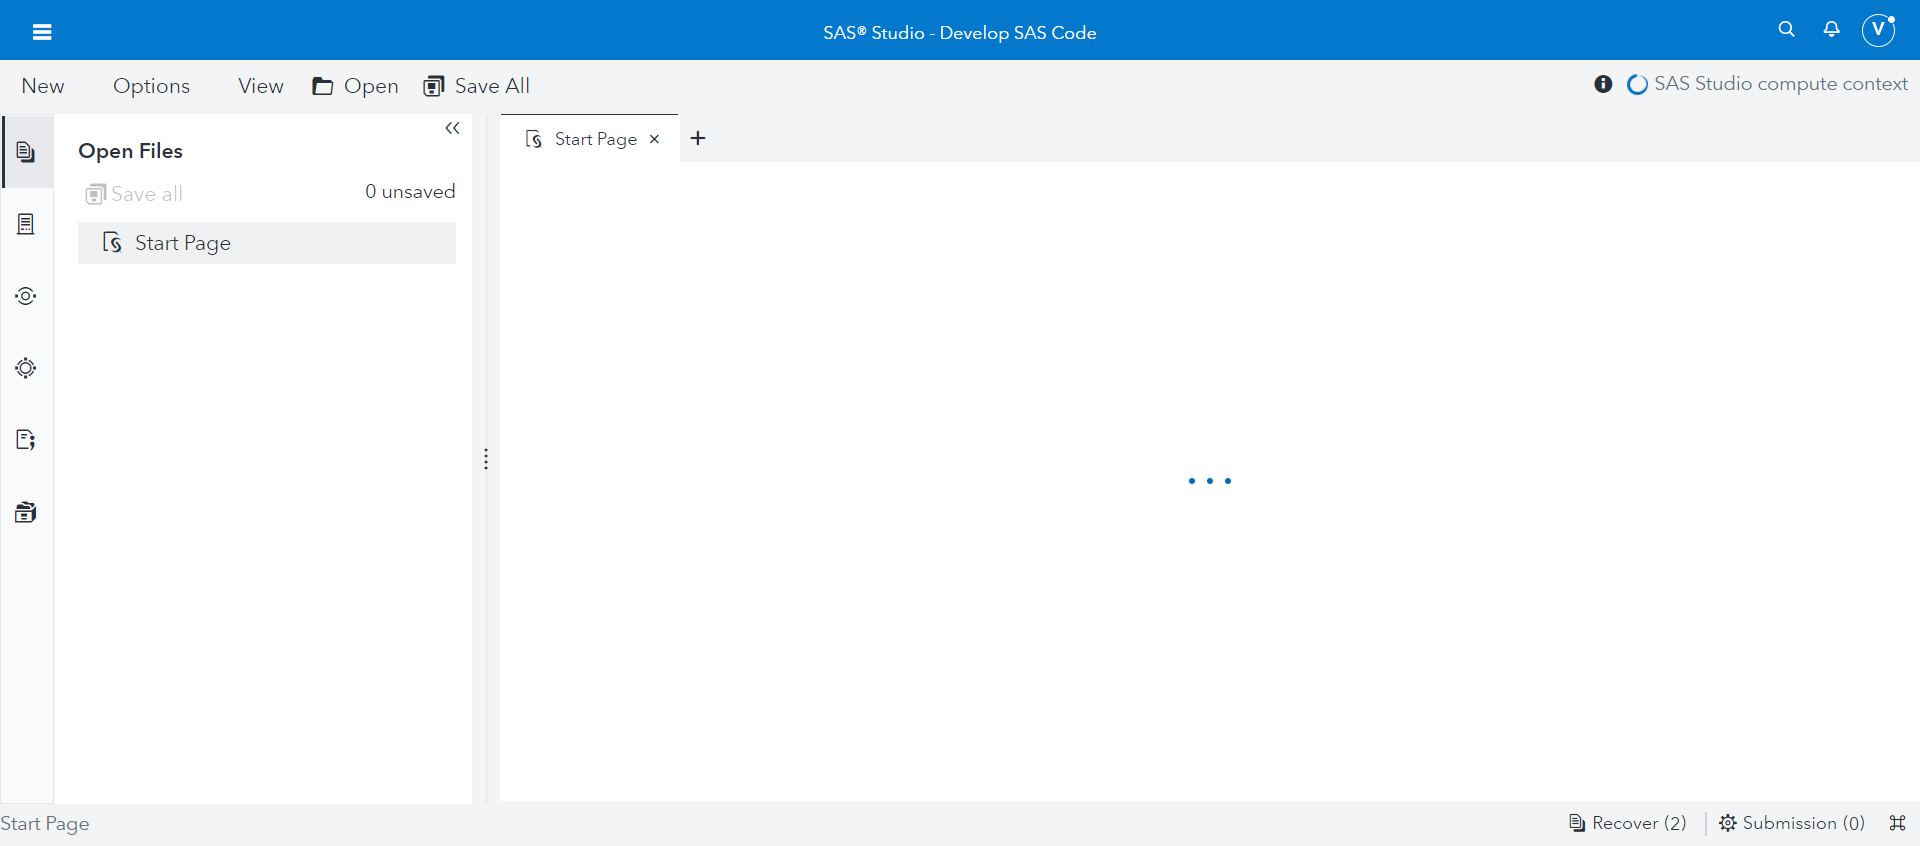 SAS® Studio - Develop SAS Code
V
New Options View Open Save All
SAS Studio compute context
Open Files
Save all
0 unsaved
Start Page
Start Page
Start Page
Recover (2)
Submission (0)